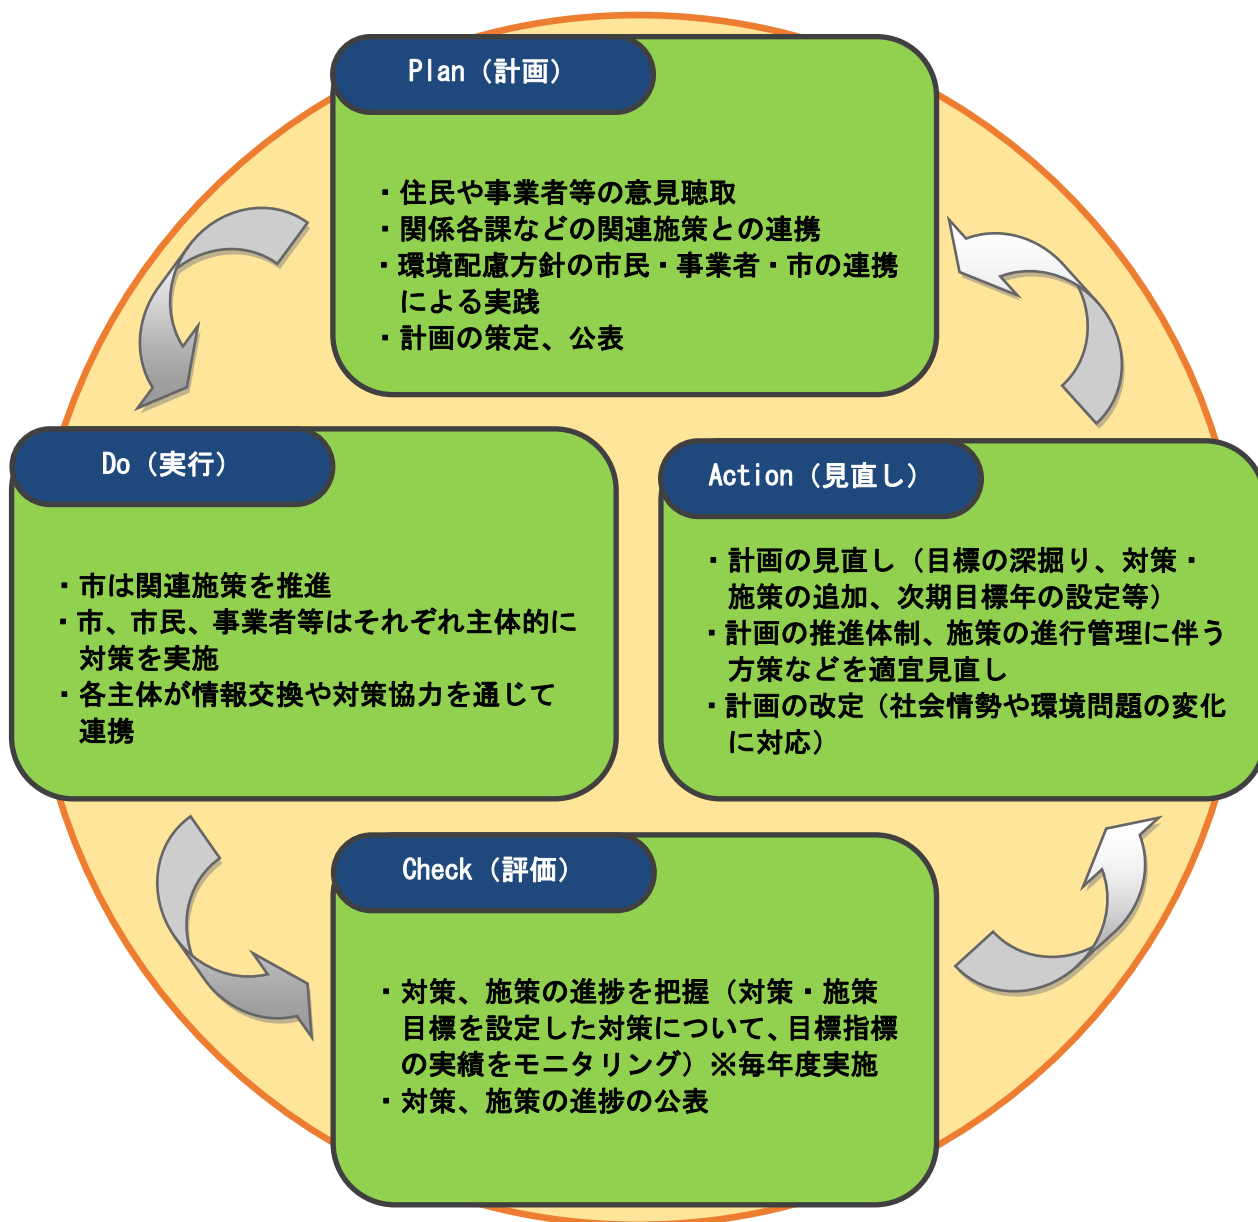 Plan（計画）
・住民や事業者等の意見聴取
・関係各課などの関連施策との連携
・環境配慮方針の市民・事業者・市の連携
による実践
・計画の策定、公表
Do（実行）
・市は関連施策を推進
・市、市民、事業者等はそれぞれ主体的に
対策を実施
・各主体が情報交換や対策協力を通じて
連携
Action（見直し）
・計画の見直し（目標の深掘り、対策・
施策の追加、次期目標年の設定等）
・計画の推進体制、施策の進行管理に伴う
方策などを適宜見直し
・計画の改定（社会情勢や環境問題の変化
に対応）
Check（評価）
・対策、施策の進捗を把握（対策・施策
目標を設定した対策について、目標指標
の実績をモニタリング）※毎年度実施
・対策、施策の進捗の公表